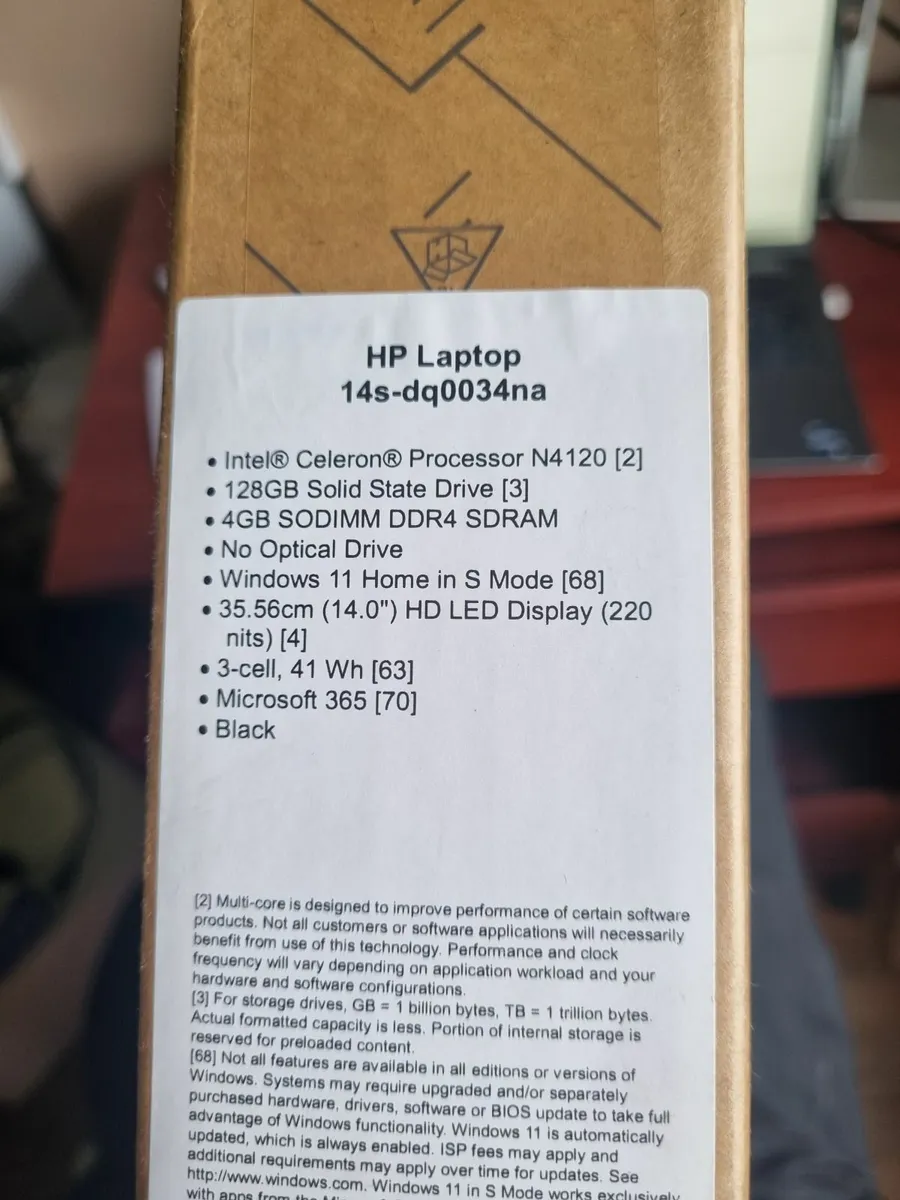 HP Laptop
14s-dq0034na
• Intel® Celeron® Processor N4120 [2]
• 128GB Solid State Drive [3]
• 4GB SODIMM DDR4 SDRAM
• No Optical Drive
• Windows 11 Home in S Mode [68]
• 35.56cm (14.0") HD LED Display (220
nits) [4]
• 3-cell, 41 Wh [63]
• Microsoft 365 [70]
• Black
[2] Multi-core is designed to improve performance of certain software
products. Not all customers or software applications will necessarily
benefit from use of this technology. Performance and clock
frequency will vary depending on application workload and your
hardware and software configurations.
[3] For storage drives, GB = 1 billion bytes, TB = 1 trillion bytes.
Actual formatted capacity is less. Portion of internal storage is
reserved for preloaded content.
[68] Not all features are available in all editions or versions of
Windows. Systems may require upgraded and/or separately
purchased hardware, drivers, software or BIOS update to take full
advantage of Windows functionality. Windows 11 is automatically
updated, which is always enabled. ISP fees may apply and
additional requirements may apply over time for updates. See
http://www.windows.com. Windows 11 in S Mode works exclusively
with apps from the